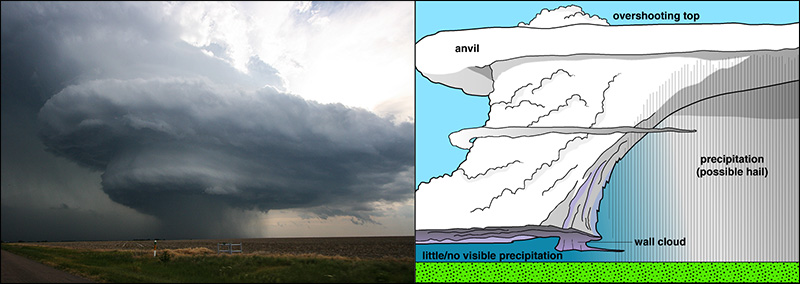 overshooting top
anvil
precipitation
(possible hail)
wall cloud
little/no visible precipitation